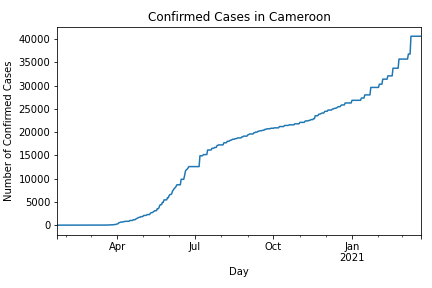 Confirmed Cases in Cameroon
Number of Confirmed Cases
40000
35000
30000
25000
20000
15000
10000
5000
0
Apr
Jul
Oct
Jan
2021
Day